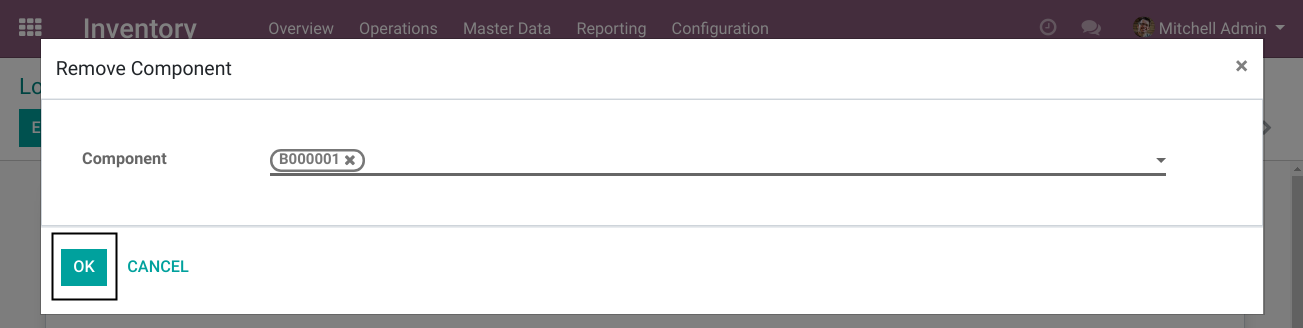 Inventory Overview Operations Master Data Reporting Configuration Mitchell Admin
Lo
Remove Component ×
E
Component B000001 ×
OK CANCEL